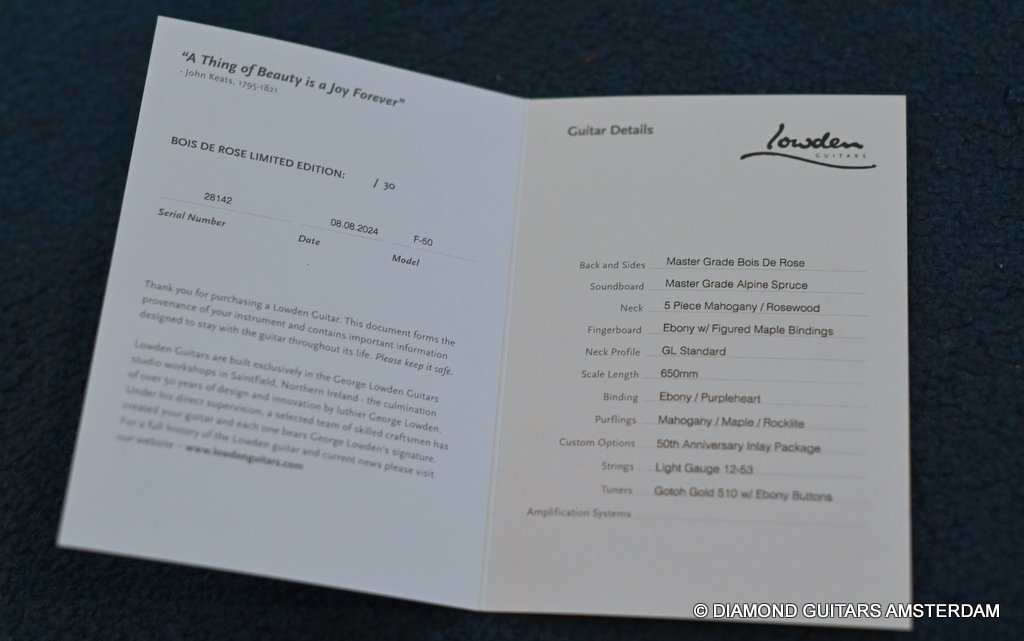 “A Thing of Beauty is a Joy Forever”
- John Keats, 1795-1821
BOIS DE ROSE LIMITED EDITION:
/ 30
28142
08.08.2024
F-50
Serial Number
Date
Model
Thank you for purchasing a Lowden Guitar. This document forms the
provenance of your instrument and contains important information
designed to stay with the guitar throughout its life. Please keep it safe.
Lowden Guitars are built exclusively in the George Lowden Guitars
studio workshops in Saintfield, Northern Ireland - the culmination
of over 50 years of design and innovation by luthier George Lowden.
Under his direct supervision, a selected team of skilled craftsmen has
created your guitar and each one bears George Lowden's signature.
For a full history of the Lowden guitar and current news please visit
our website – www.lowdenguitars.com
Guitar Details
lowden
GUITARS
Back and Sides Master Grade Bois De Rose
Soundboard Master Grade Alpine Spruce
Neck 5 Piece Mahogany / Rosewood
Fingerboard Ebony w/ Figured Maple Bindings
Neck Profile GL Standard
Scale Length 650mm
Binding Ebony / Purpleheart
Purflings Mahogany / Maple / Rocklite
Custom Options 50th Anniversary Inlay Package
Strings Light Gauge 12-53
Tuners Gotoh Gold 510 w/ Ebony Buttons
Amplification Systems
© DIAMOND GUITARS AMSTERDAM